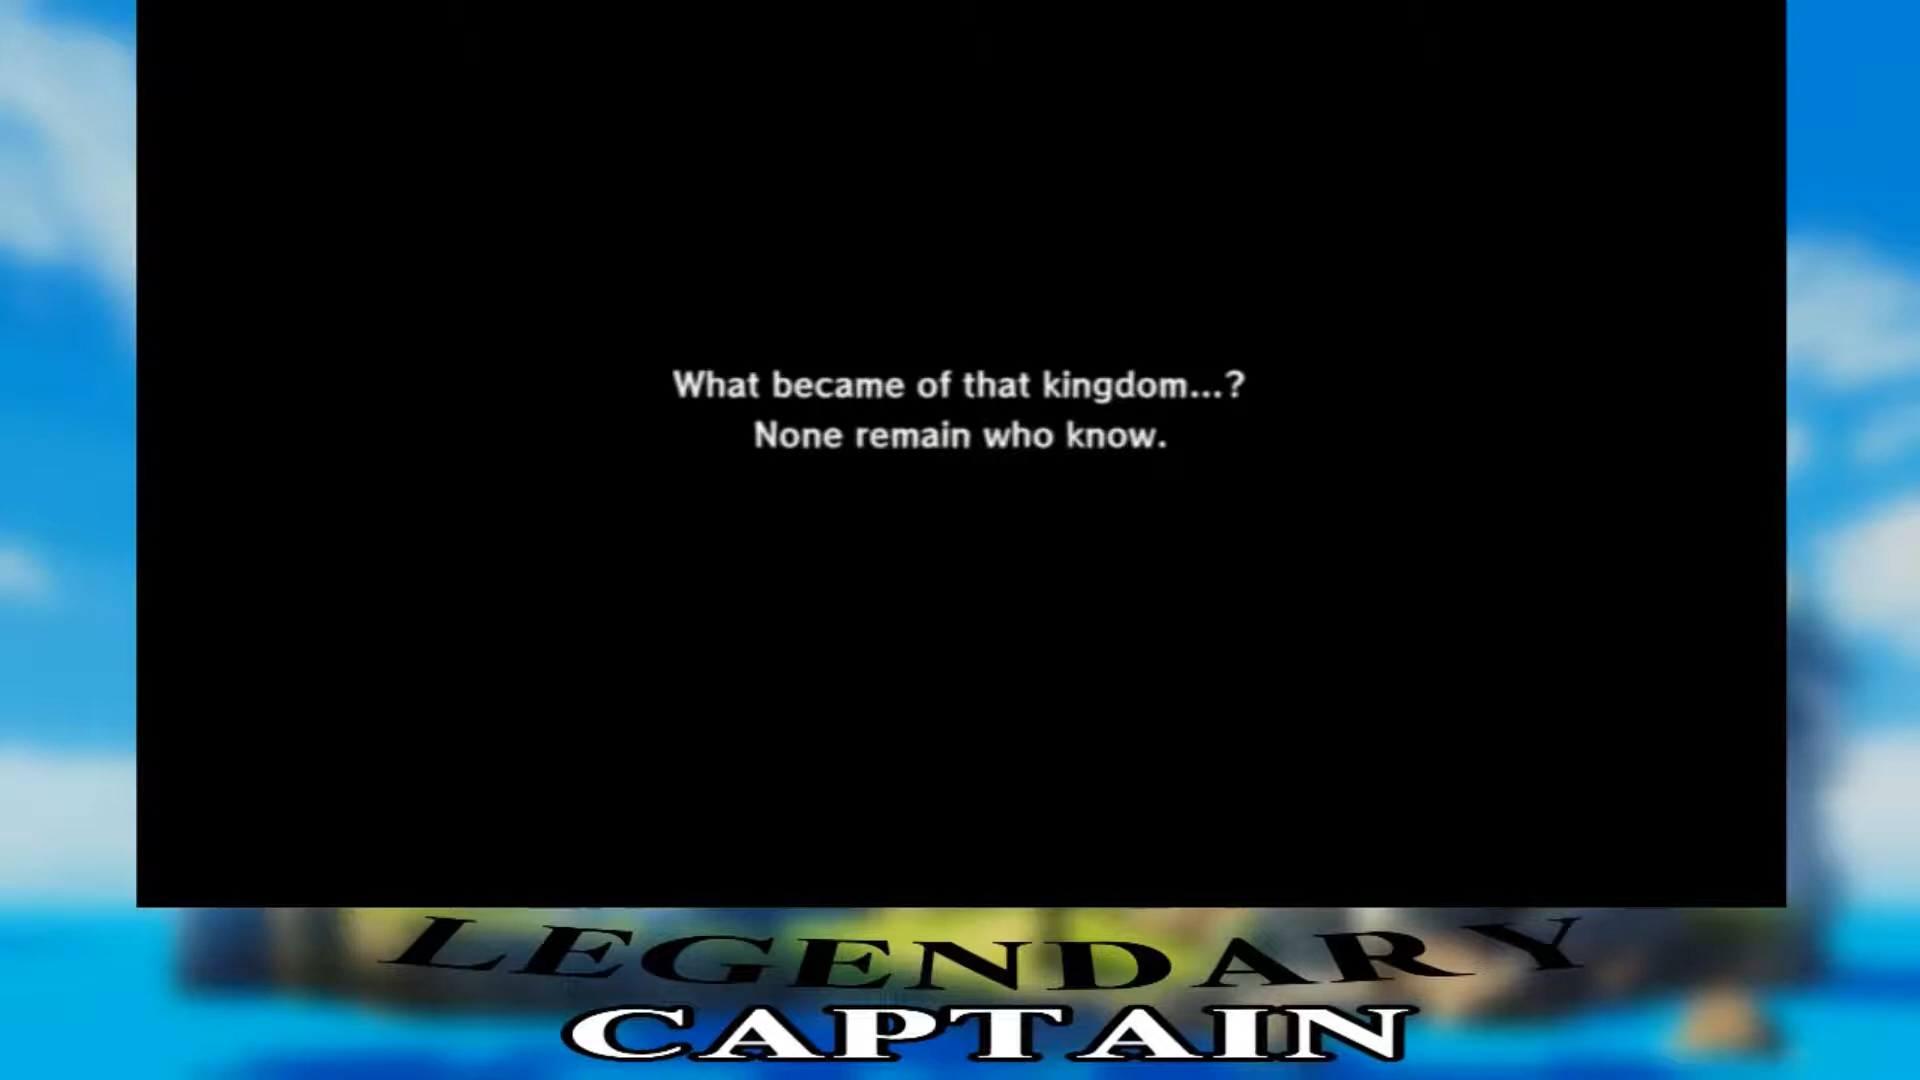 What became of that kingdom...?
None remain who know.
LEGENDARY
CAPTAIN